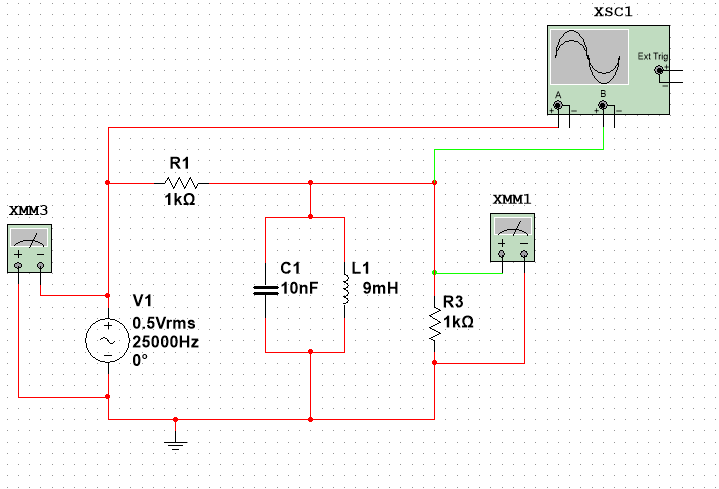 XSC1
Ext Trig
+
−
A
B
+ − + −
R1
1kΩ
XMM3
+ −
XMM1
+ −
C1
10nF
L1
9mH
V1
0.5Vrms
25000Hz
0°
+
−
R3
1kΩ